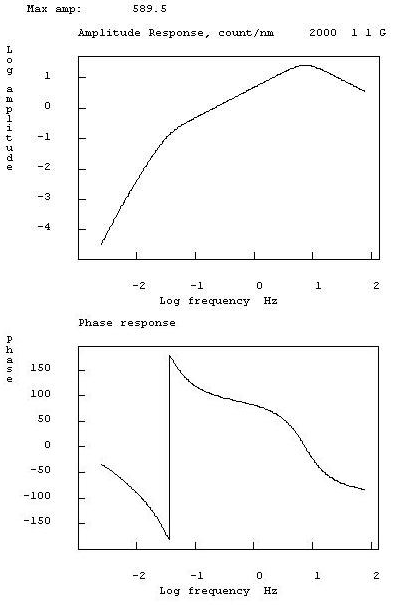 Max amp: 589.5
Amplitude Response, count/nm 2000 1 1 G
Log amplitude
1
0
-1
-2
-3
-4
-2 -1 0 1 2
Log frequency Hz
Phase response
Phase
150
100
50
0
-50
-100
-150
-2 -1 0 1 2
Log frequency Hz